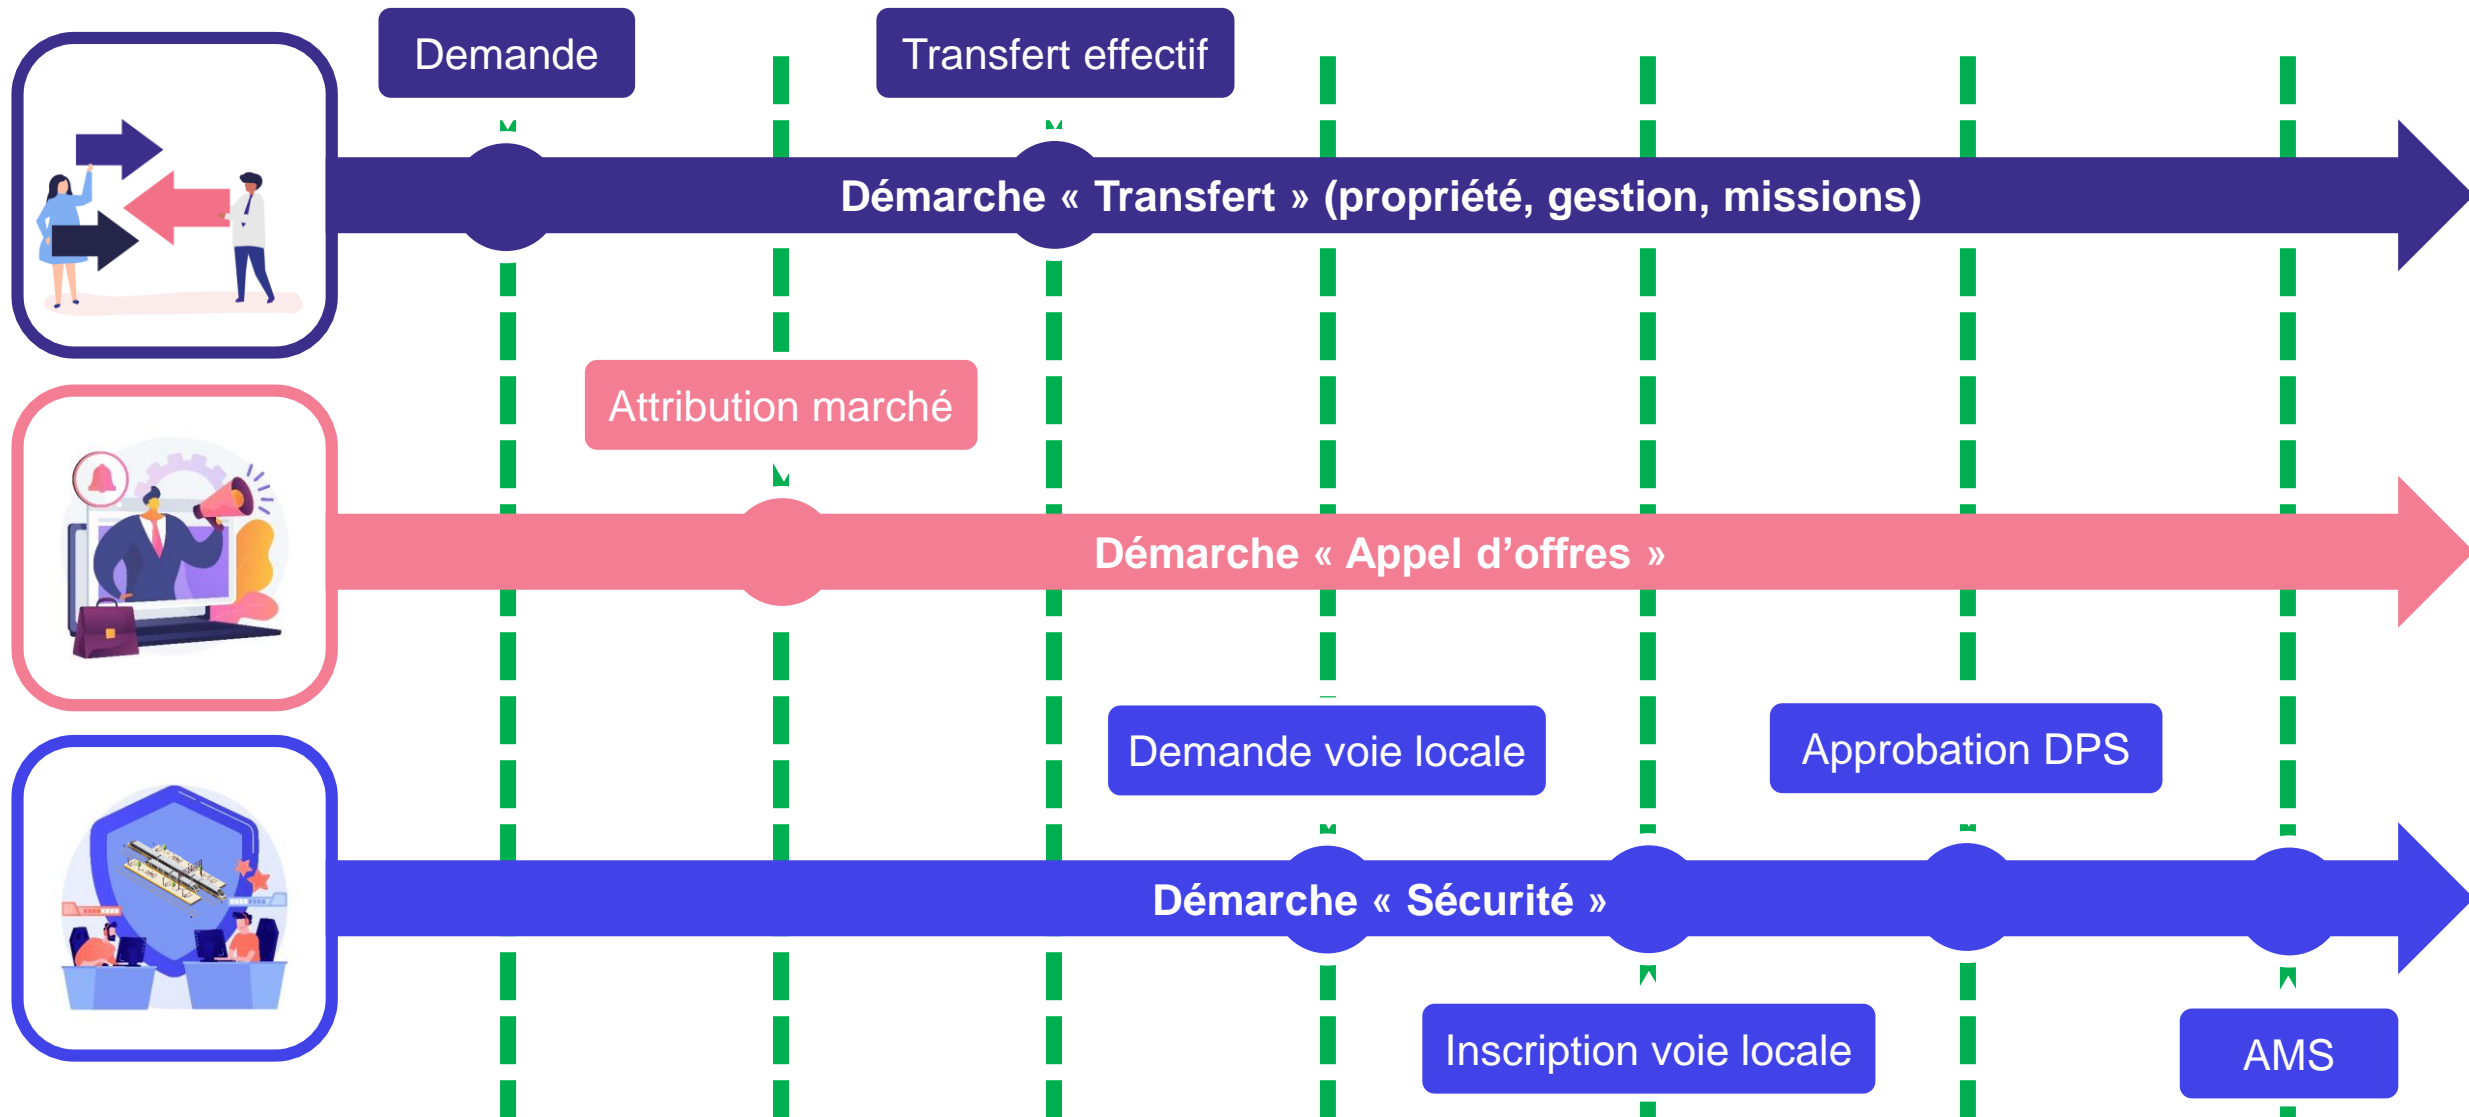 Demande
Transfert effectif
Démarche « Transfert » (propriété, gestion, missions)
Attribution marché
Démarche « Appel d’offres »
Demande voie locale
Approbation DPS
Démarche « Sécurité »
Inscription voie locale
AMS